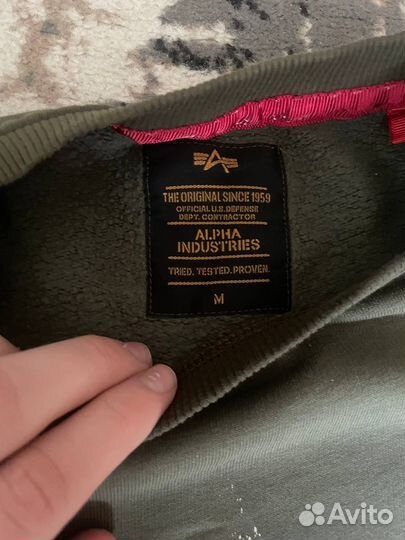 THE ORIGINAL SINCE 1959
OFFICIAL U.S. DEFENSE
DEPT. CONTRACTOR
ALPHA
INDUSTRIES
TRIED. TESTED. PROVEN.
M
Avito